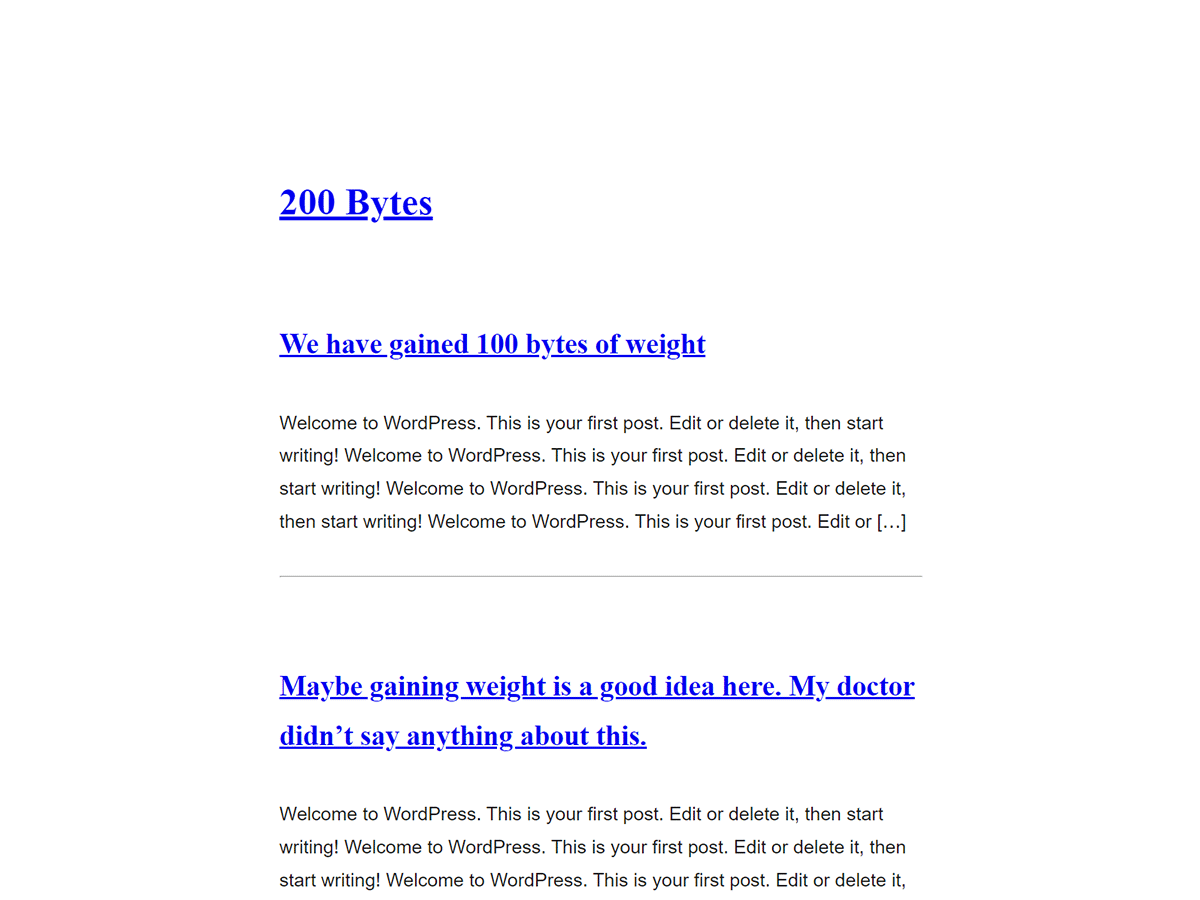 200 Bytes
We have gained 100 bytes of weight
Welcome to WordPress. This is your first post. Edit or delete it, then start
writing! Welcome to WordPress. This is your first post. Edit or delete it, then
start writing! Welcome to WordPress. This is your first post. Edit or delete it,
then start writing! Welcome to WordPress. This is your first post. Edit or […]
Maybe gaining weight is a good idea here. My doctor
didn’t say anything about this.
Welcome to WordPress. This is your first post. Edit or delete it, then start
writing! Welcome to WordPress. This is your first post. Edit or delete it, then
start writing! Welcome to WordPress. This is your first post. Edit or delete it,